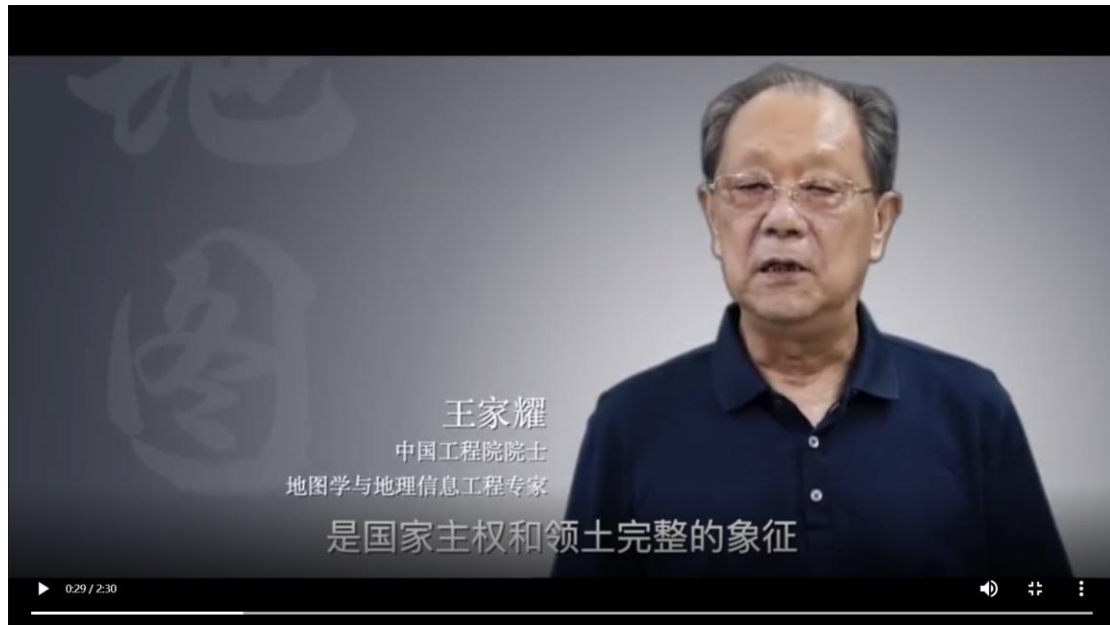 地
图
王家耀
中国工程院院士
地图学与地理信息工程专家
是国家主权和领土完整的象征
0:29 / 2:30